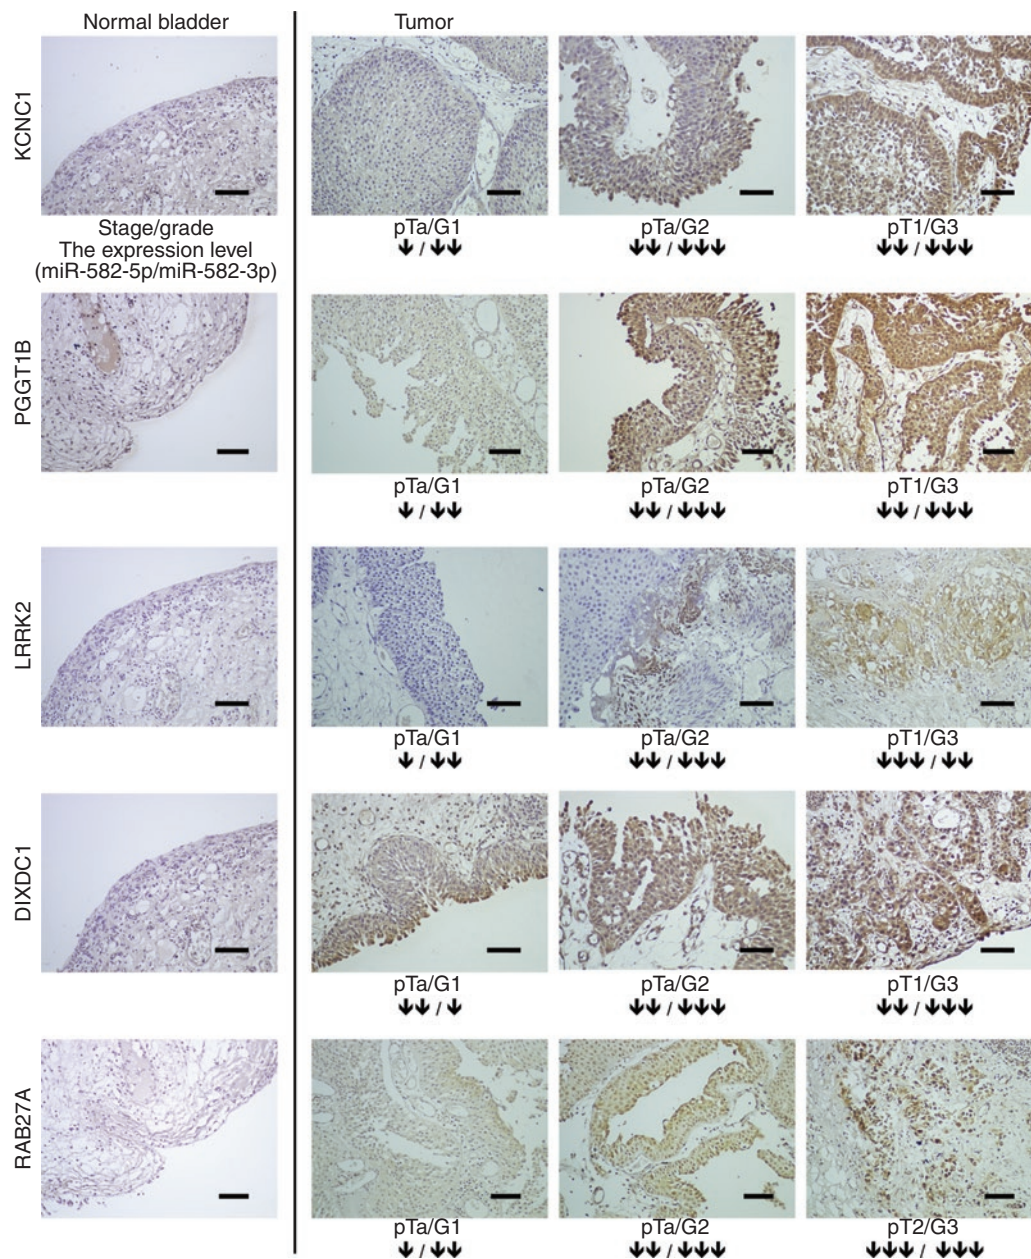 Normal bladder
Tumor
KCNC1
pTa/G1
pTa/G2
pT1/G3
↓ / ↓↓
↓↓ / ↓↓↓
↓↓ / ↓↓↓
Stage/grade
The expression level
(miR-582-5p/miR-582-3p)
PGGT1B
pTa/G1
pTa/G2
pT1/G3
↓ / ↓↓
↓↓ / ↓↓↓
↓↓ / ↓↓↓
LRRK2
pTa/G1
pTa/G2
pT1/G3
↓ / ↓↓
↓↓ / ↓↓↓
↓↓↓ / ↓↓
DIXDC1
pTa/G1
pTa/G2
pT1/G3
↓↓ / ↓
↓↓ / ↓↓↓
↓↓ / ↓↓↓
RAB27A
pTa/G1
pTa/G2
pT2/G3
↓ / ↓↓
↓↓ / ↓↓↓
↓↓↓ / ↓↓↓